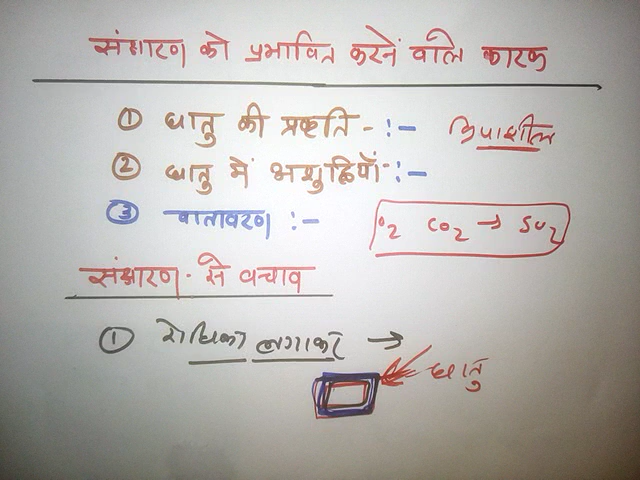 संक्षारण को प्रभावित करनें वाले कारक
① धातु की प्रकृति - :- क्रियाशील
② धातु में अशुद्धियाँ :-
③ वातावरण :- O2 CO2 → SO2
संक्षारण - से बचाव
① रोधिका लगाकर →
धातु